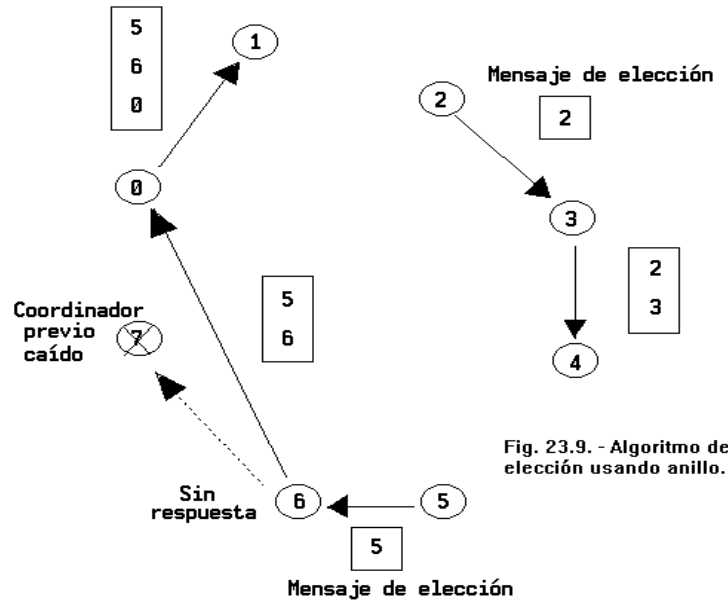 5
6
0
1
Mensaje de elección
2
2
0
3
5
6
2
3
Coordinador
previo
caído
7
4
Fig. 23.9. - Algoritmo de
elección usando anillo.
Sin
respuesta
6
5
5
Mensaje de elección